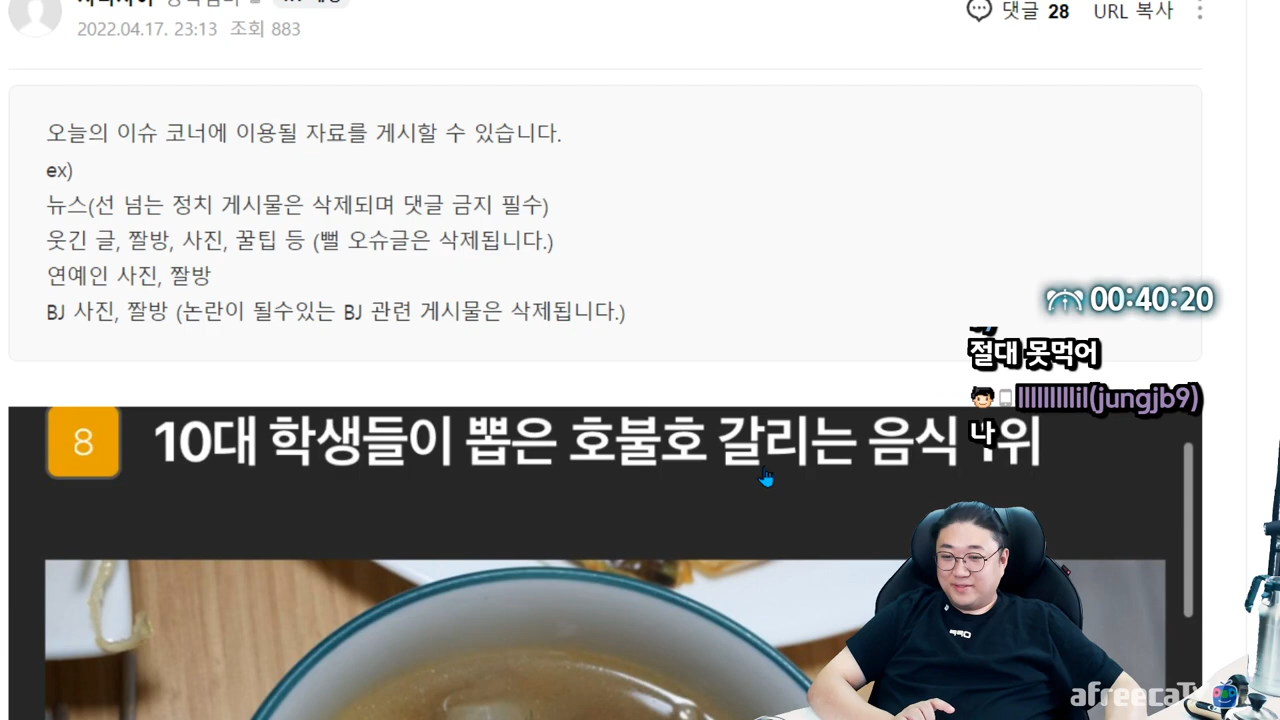 2022.04.17. 23:13 조회 883
댓글 28 URL 복사
오늘의 이슈 코너에 이용될 자료를 게시할 수 있습니다.
ex)
뉴스(선 넘는 정치 게시물은 삭제되며 댓글 금지 필수)
웃긴 글, 짤방, 사진, 꿀팁 등 (뻘 오슈글은 삭제됩니다.)
연예인 사진, 짤방
BJ 사진, 짤방 (논란이 될수있는 BJ 관련 게시물은 삭제됩니다.)
00:40:20
절대 못먹어
llllllllllil(jungjb9)
나
8
10대 학생들이 뽑은 호불호 갈리는 음식 1위
afreecaTV